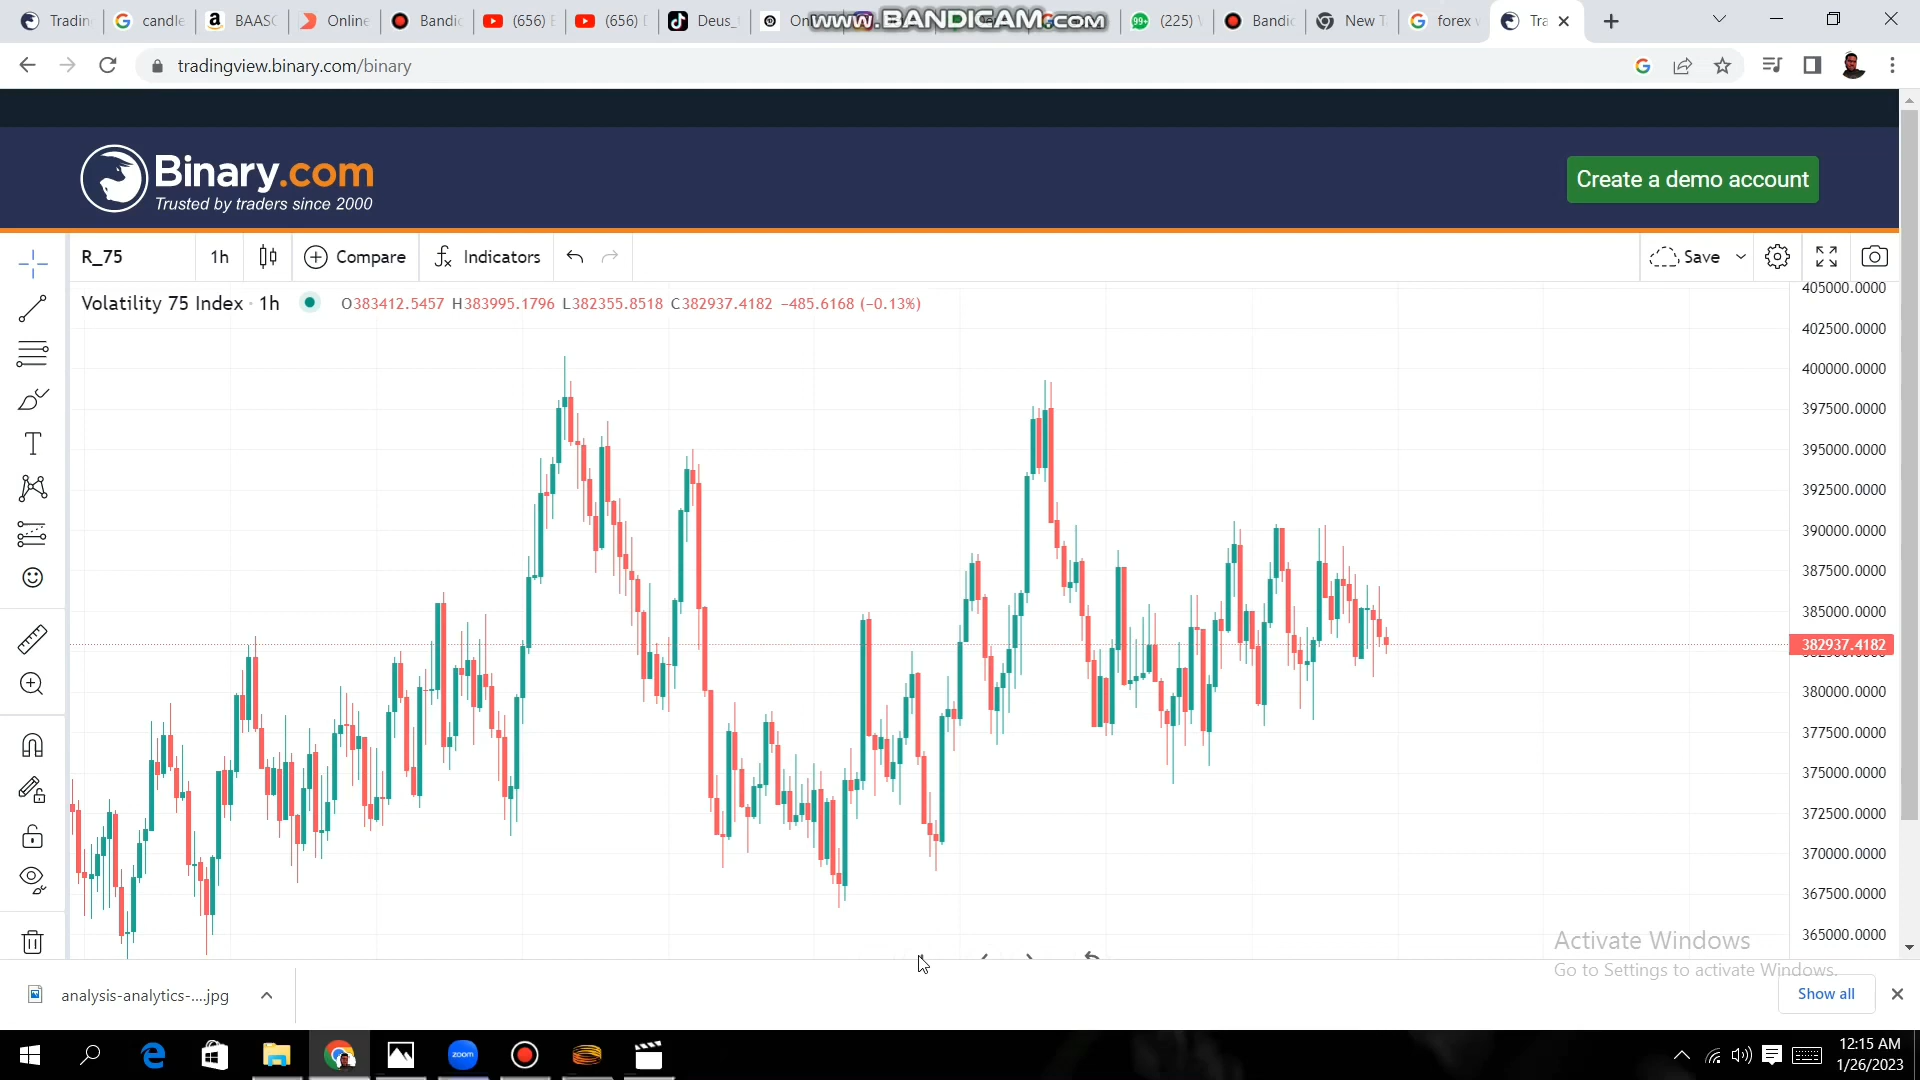 Trading
candle
BAASC
Online
Bandic
(656)
(656)
Deus_
On
www.BANDICAM.com
(225)
Bandic
New T
forex
Tra
tradingview.binary.com/binary
Binary.com
Trusted by traders since 2000
Create a demo account
R_75
1h
Compare
Indicators
Save
Volatility 75 Index · 1h
O383412.5457 H383995.1796 L382355.8518 C382937.4182 −485.6168 (−0.13%)
405000.0000
402500.0000
400000.0000
397500.0000
395000.0000
392500.0000
390000.0000
387500.0000
385000.0000
382937.4182
380000.0000
377500.0000
375000.0000
372500.0000
370000.0000
367500.0000
365000.0000
Activate Windows
Go to Settings to activate Windows.
analysis-analytics-....jpg
Show all
zoom
12:15 AM
1/26/2023